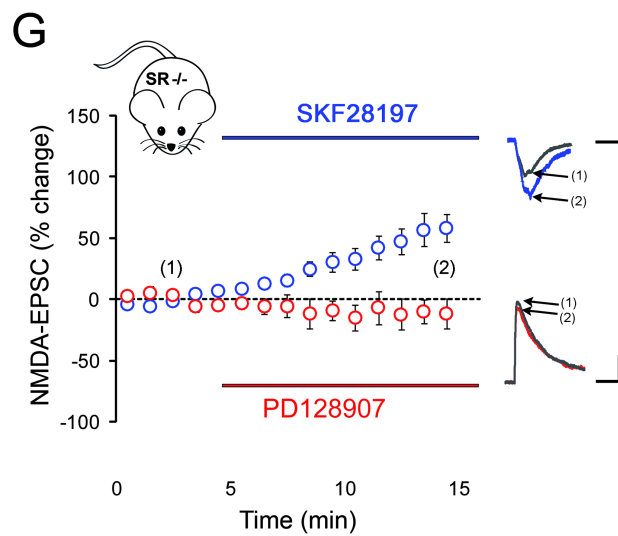 G
SR -/-
SKF28197
150
100
50
0
-50
-100
NMDA-EPSC (% change)
(1)
(2)
PD128907
0
5
10
15
Time (min)
(1)
(2)
(1)
(2)